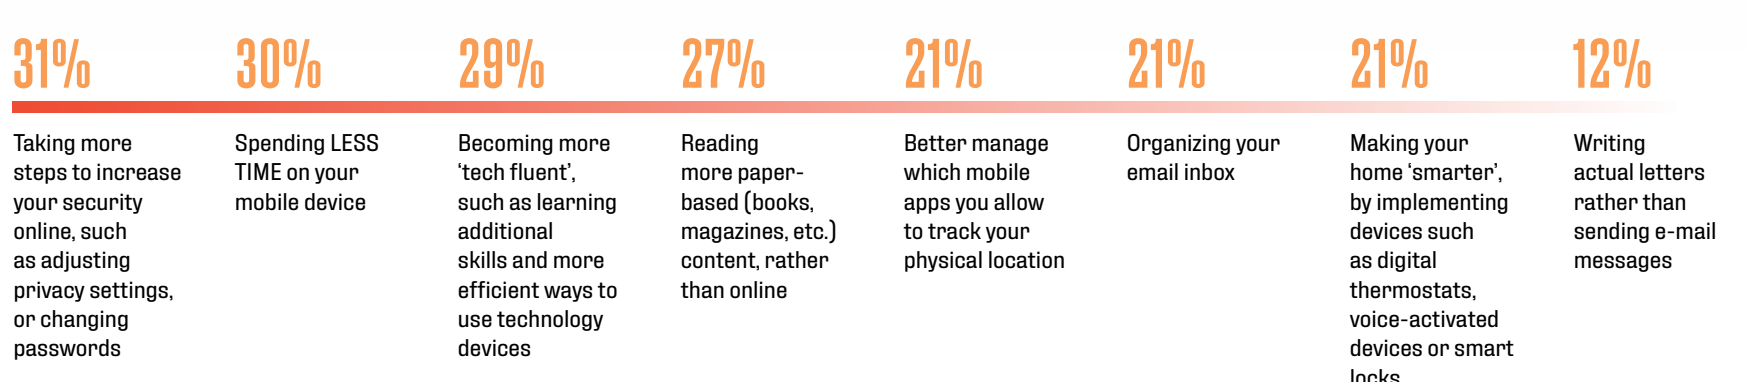 31%
Taking more
steps to increase
your security
online, such
as adjusting
privacy settings,
or changing
passwords
30%
Spending LESS
TIME on your
mobile device
29%
Becoming more
‘tech fluent’,
such as learning
additional
skills and more
efficient ways to
use technology
devices
27%
Reading
more paper-
based (books,
magazines, etc.)
content, rather
than online
21%
Better manage
which mobile
apps you allow
to track your
physical location
21%
Organizing your
email inbox
21%
Making your
home ‘smarter’,
by implementing
devices such
as digital
thermostats,
voice-activated
devices or smart
locks
12%
Writing
actual letters
rather than
sending e-mail
messages